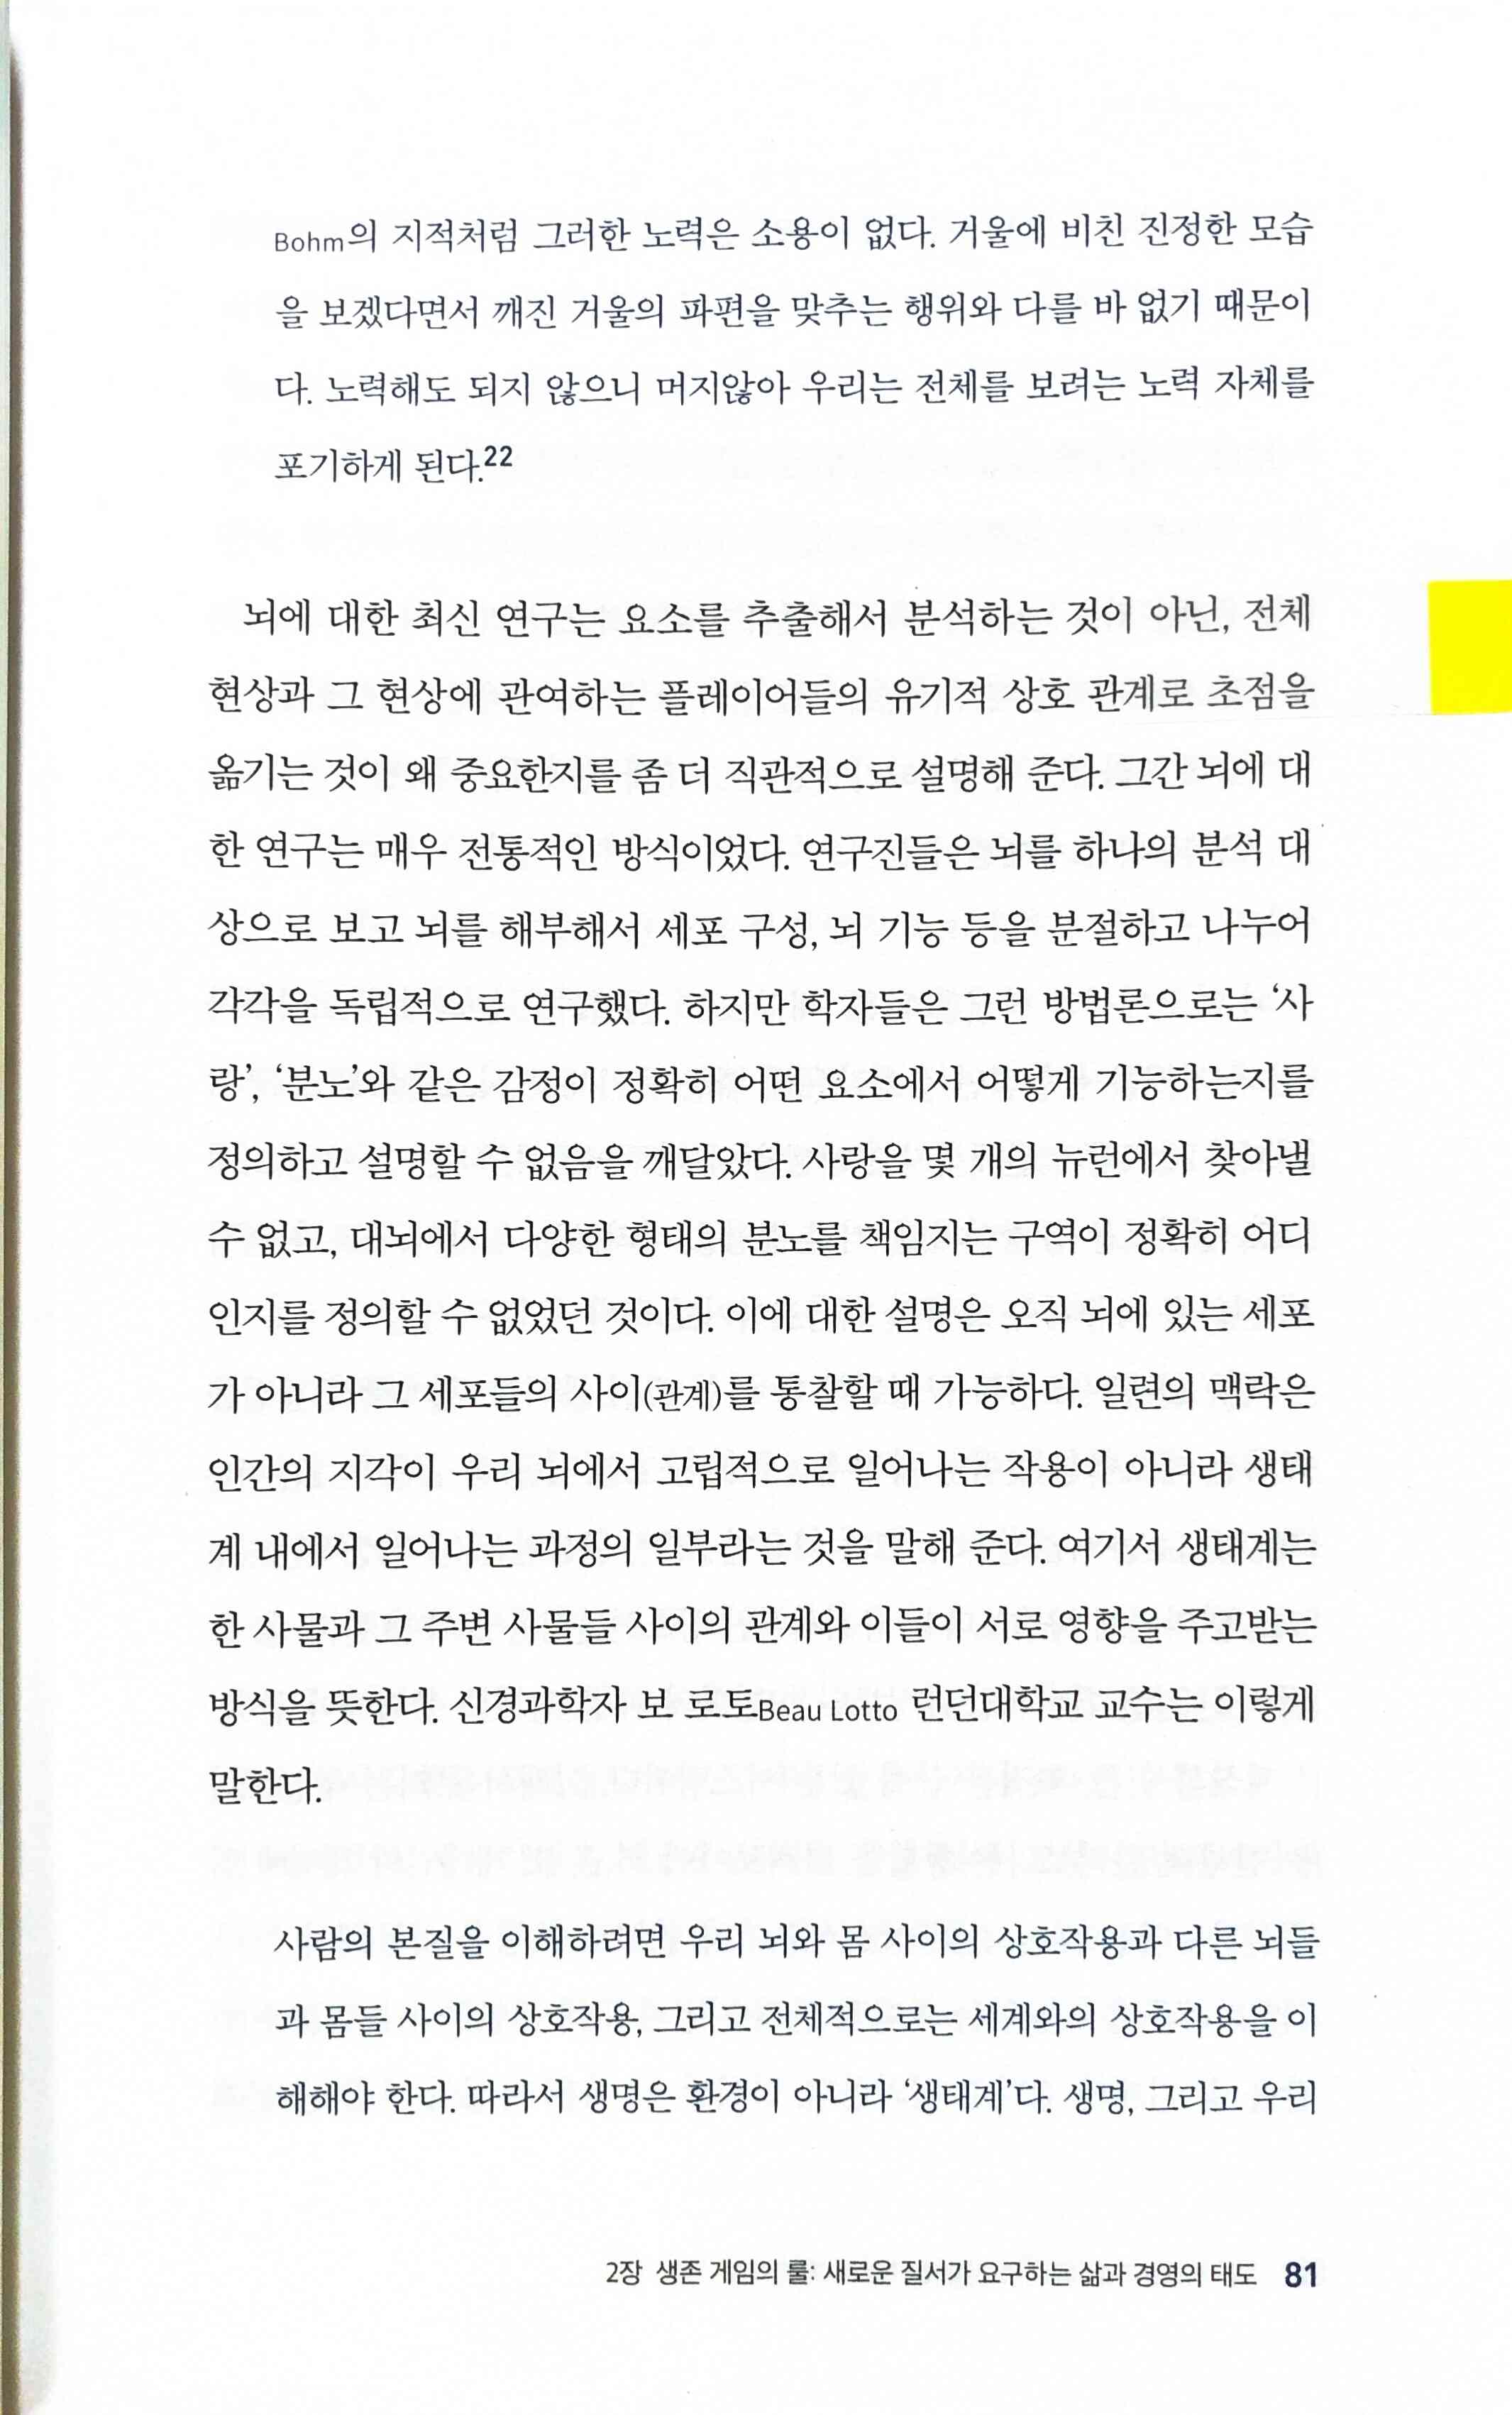 Bohm의 지적처럼 그러한 노력은 소용이 없다. 거울에 비친 진정한 모습
을 보겠다면서 깨진 거울의 파편을 맞추는 행위와 다를 바 없기 때문이
다. 노력해도 되지 않으니 머지않아 우리는 전체를 보려는 노력 자체를
포기하게 된다.22
뇌에 대한 최신 연구는 요소를 추출해서 분석하는 것이 아닌, 전체
현상과 그 현상에 관여하는 플레이어들의 유기적 상호 관계로 초점을
옮기는 것이 왜 중요한지를 좀 더 직관적으로 설명해 준다. 그간 뇌에 대
한 연구는 매우 전통적인 방식이었다. 연구진들은 뇌를 하나의 분석 대
상으로 보고 뇌를 해부해서 세포 구성, 뇌 기능 등을 분절하고 나누어
각각을 독립적으로 연구했다. 하지만 학자들은 그런 방법론으로는 ‘사
랑’, ‘분노’와 같은 감정이 정확히 어떤 요소에서 어떻게 기능하는지를
정의하고 설명할 수 없음을 깨달았다. 사랑을 몇 개의 뉴런에서 찾아낼
수 없고, 대뇌에서 다양한 형태의 분노를 책임지는 구역이 정확히 어디
인지를 정의할 수 없었던 것이다. 이에 대한 설명은 오직 뇌에 있는 세포
가 아니라 그 세포들의 사이(관계)를 통찰할 때 가능하다. 일련의 맥락은
인간의 지각이 우리 뇌에서 고립적으로 일어나는 작용이 아니라 생태
계 내에서 일어나는 과정의 일부라는 것을 말해 준다. 여기서 생태계는
한 사물과 그 주변 사물들 사이의 관계와 이들이 서로 영향을 주고받는
방식을 뜻한다. 신경과학자 보 로토Beau Lotto 런던대학교 교수는 이렇게
말한다.
사람의 본질을 이해하려면 우리 뇌와 몸 사이의 상호작용과 다른 뇌들
과 몸들 사이의 상호작용, 그리고 전체적으로는 세계와의 상호작용을 이
해해야 한다. 따라서 생명은 환경이 아니라 ‘생태계’다. 생명, 그리고 우리
2장 생존 게임의 룰: 새로운 질서가 요구하는 삶과 경영의 태도 81